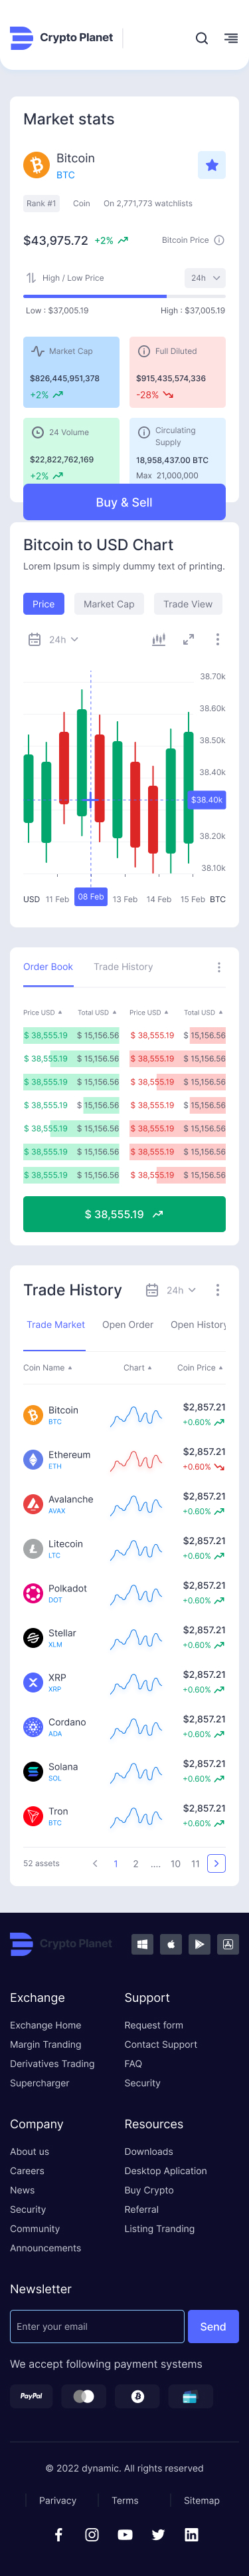 Crypto Planet
Market stats
Bitcoin
BTC
Rank #1 Coin On 2,771,773 watchlists
$43,975.72 +2% Bitcoin Price
High / Low Price 24h
Low : $37,005.19 High : $37,005.19
Market Cap
$826,445,951,378
+2%
Full Diluted
$915,435,574,336
-28%
24 Volume
$22,822,762,169
+2%
Circulating
Supply
18,958,437.00 BTC
Max 21,000,000
Buy & Sell
Bitcoin to USD Chart
Lorem Ipsum is simply dummy text of printing.
Price Market Cap Trade View
24h
38.70k
38.60k
38.50k
38.40k
$38.40k
38.20k
38.10k
USD 11 Feb 08 Feb 13 Feb 14 Feb 15 Feb BTC
Order Book Trade History
Price USD Total USD Price USD Total USD
$ 38,555.19 $ 15,156.56 $ 38,555.19 $ 15,156.56
$ 38,555.19 $ 15,156.56 $ 38,555.19 $ 15,156.56
$ 38,555.19 $ 15,156.56 $ 38,555.19 $ 15,156.56
$ 38,555.19 $ 15,156.56 $ 38,555.19 $ 15,156.56
$ 38,555.19 $ 15,156.56 $ 38,555.19 $ 15,156.56
$ 38,555.19 $ 15,156.56 $ 38,555.19 $ 15,156.56
$ 38,555.19 $ 15,156.56 $ 38,555.19 $ 15,156.56
$ 38,555.19
Trade History 24h
Trade Market Open Order Open History
Coin Name Chart Coin Price
Bitcoin $2,857.21
BTC +0.60%
Ethereum $2,857.21
ETH +0.60%
Avalanche $2,857.21
AVAX +0.60%
Litecoin $2,857.21
LTC +0.60%
Polkadot $2,857.21
DOT +0.60%
Stellar $2,857.21
XLM +0.60%
XRP $2,857.21
XRP +0.60%
Cordano $2,857.21
ADA +0.60%
Solana $2,857.21
SOL +0.60%
Tron $2,857.21
BTC +0.60%
52 assets 1 2 .... 10 11
Crypto Planet
Exchange
Exchange Home
Margin Tranding
Derivatives Trading
Supercharger
Support
Request form
Contact Support
FAQ
Security
Company
About us
Careers
News
Security
Community
Announcements
Resources
Downloads
Desktop Aplication
Buy Crypto
Referral
Listing Tranding
Newsletter
Enter your email Send
We accept following payment systems
PayPal
© 2022 dynamic. All rights reserved
Parivacy Terms Sitemap